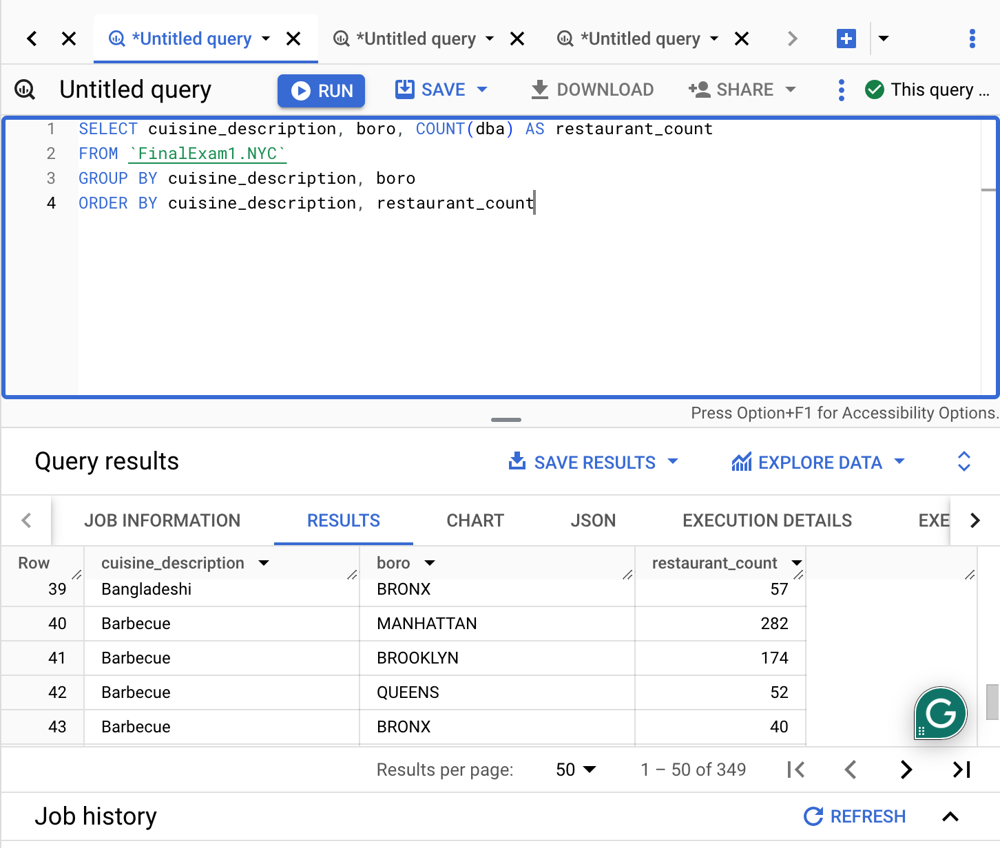 *Untitled query *Untitled query *Untitled query
Untitled query RUN SAVE DOWNLOAD SHARE This query ...
1 SELECT cuisine_description, boro, COUNT(dba) AS restaurant_count
2 FROM `FinalExam1.NYC`
3 GROUP BY cuisine_description, boro
4 ORDER BY cuisine_description, restaurant_count
Press Option+F1 for Accessibility Options.
Query results SAVE RESULTS EXPLORE DATA
JOB INFORMATION RESULTS CHART JSON EXECUTION DETAILS EXE
Row cuisine_description boro restaurant_count
39 Bangladeshi BRONX 57
40 Barbecue MANHATTAN 282
41 Barbecue BROOKLYN 174
42 Barbecue QUEENS 52
43 Barbecue BRONX 40
Results per page: 50 1 – 50 of 349
Job history REFRESH